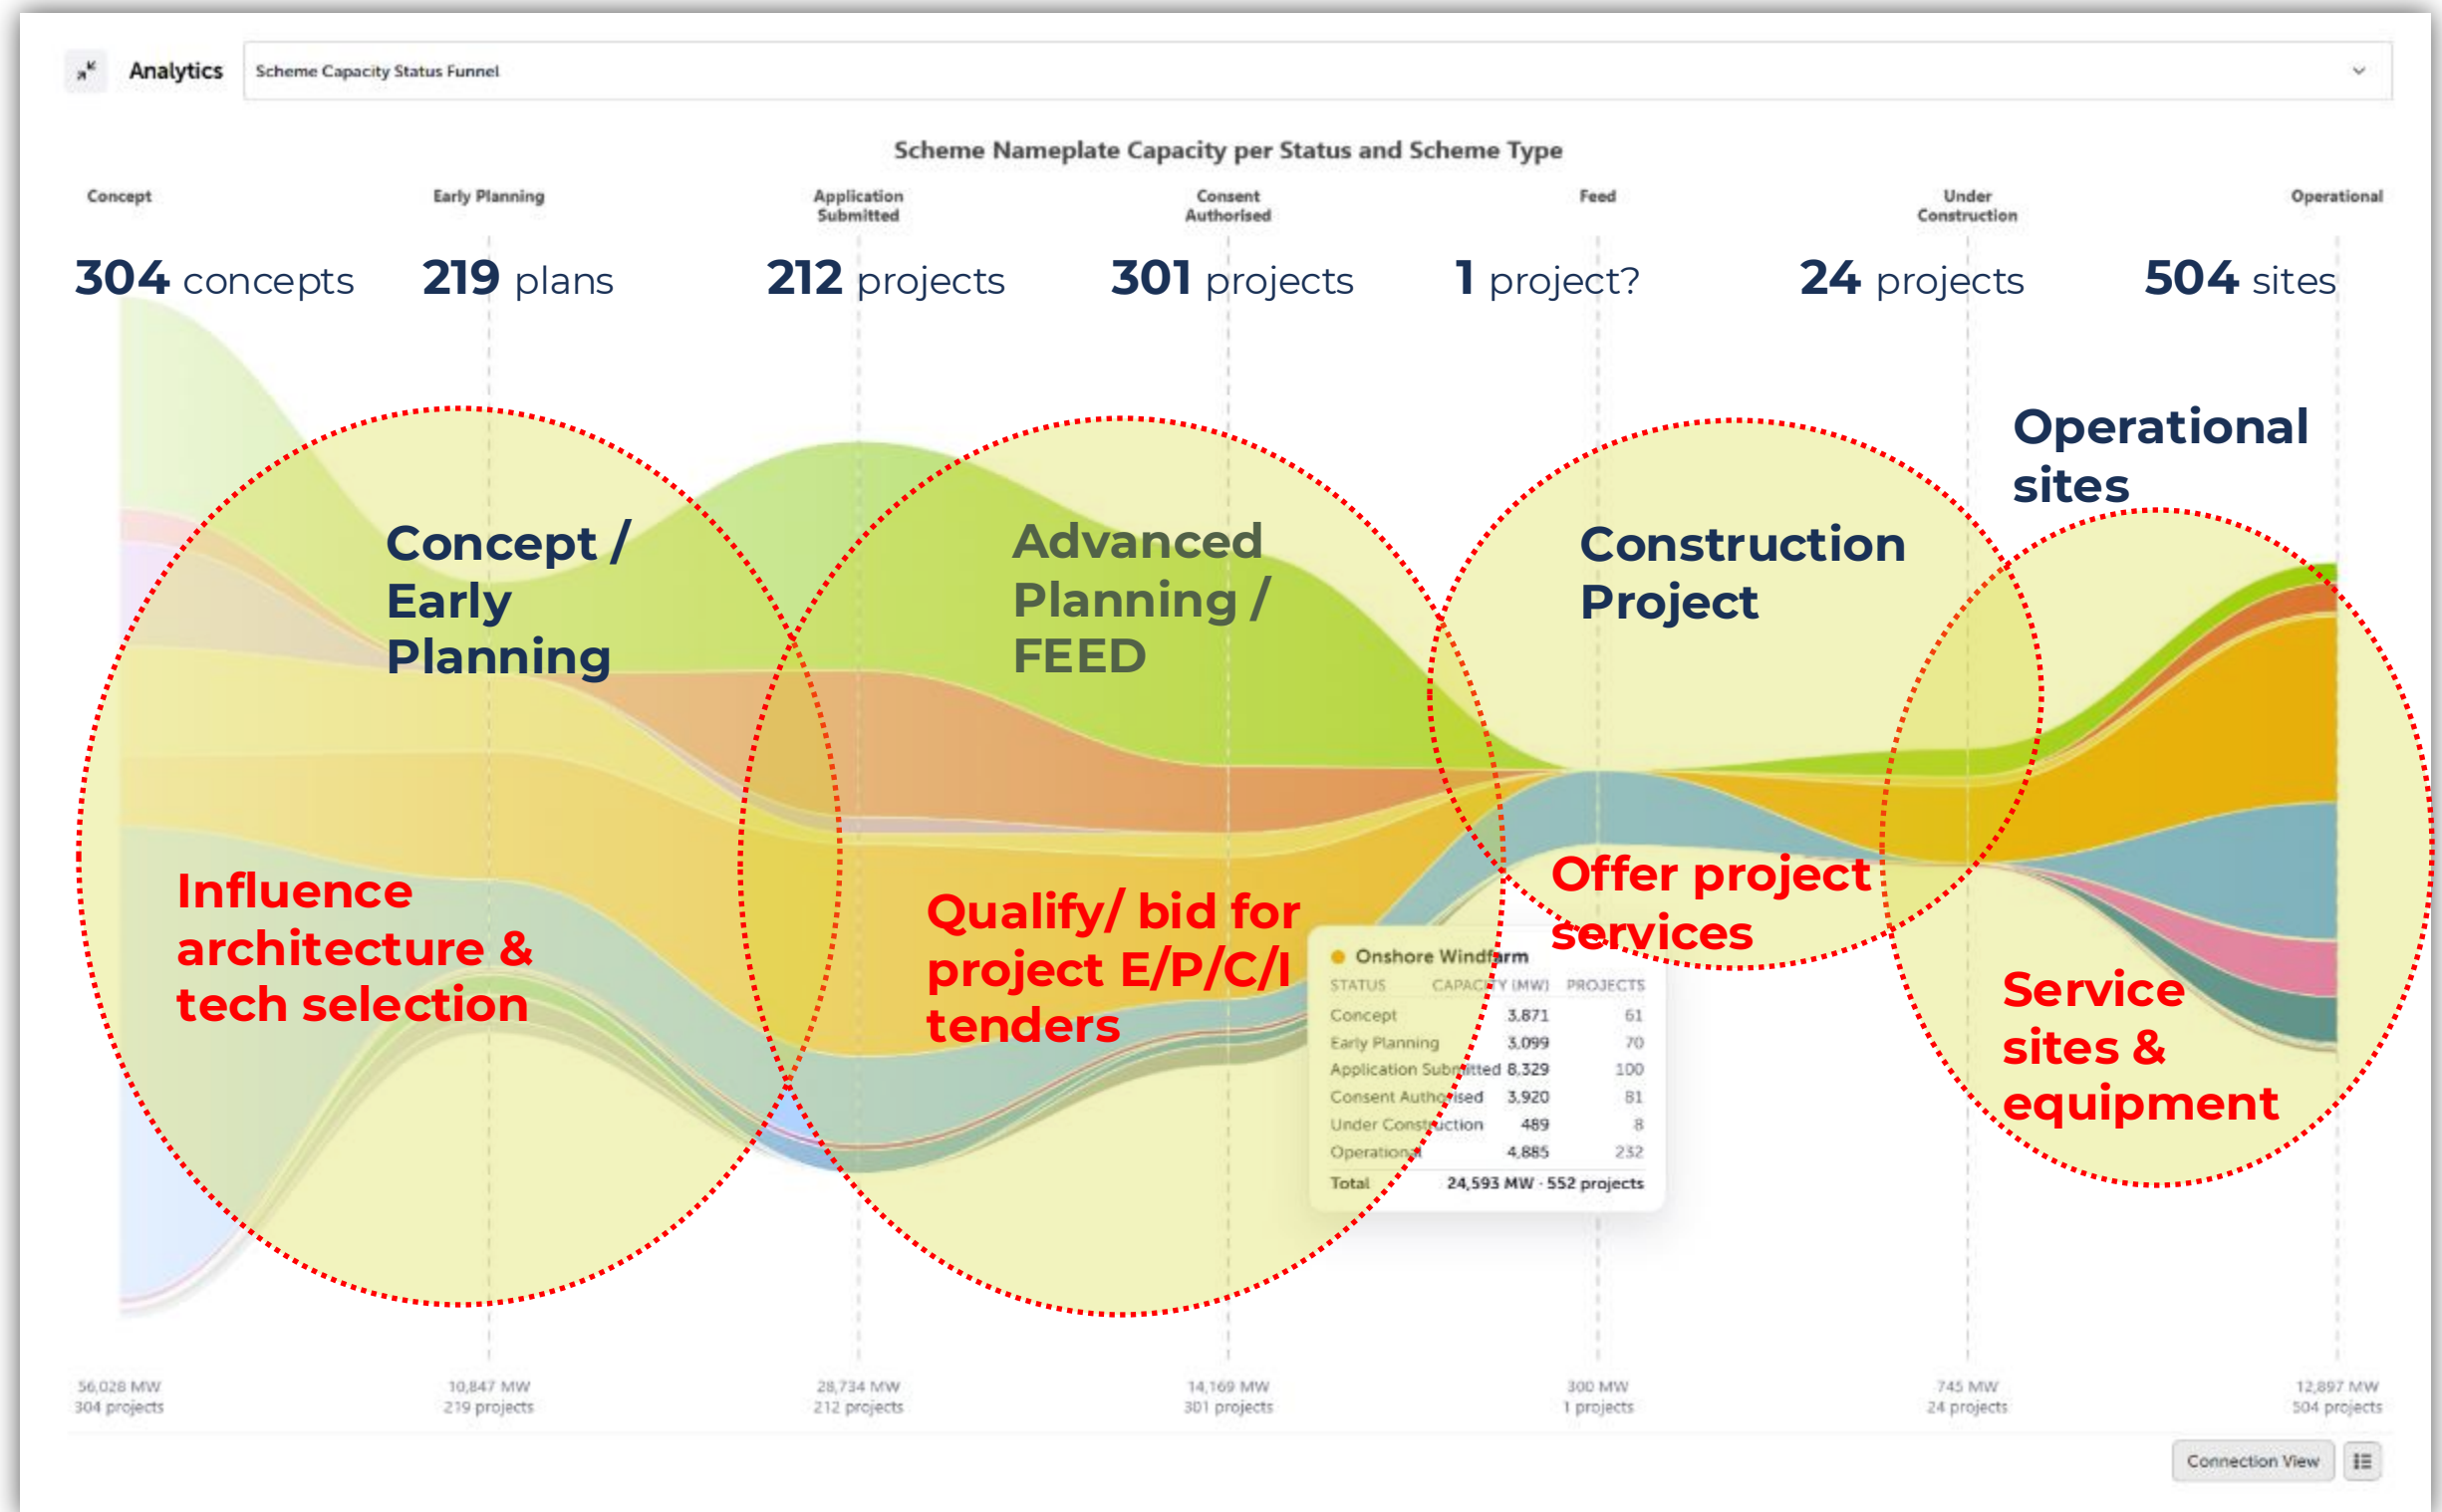 Analytics
Scheme Capacity Status Funnel
Scheme Nameplate Capacity per Status and Scheme Type
Concept
Early Planning
Application
Submitted
Consent
Authorised
Feed
Under
Construction
Operational
304 concepts
219 plans
212 projects
301 projects
1 project?
24 projects
504 sites
Concept /
Early
Planning
Advanced
Planning /
FEED
Construction
Project
Operational
sites
Influence
architecture &
tech selection
Qualify/ bid for
project E/P/C/I
tenders
Offer project
services
Service
sites &
equipment
Onshore Windfarm
STATUS CAPACITY (MW) PROJECTS
Concept 3,871 61
Early Planning 3,099 70
Application Submitted 8,329 100
Consent Authorised 3,920 81
Under Construction 489 8
Operational 4,885 232
Total 24,593 MW · 552 projects
56,028 MW
304 projects
10,847 MW
219 projects
28,734 MW
212 projects
14,169 MW
301 projects
300 MW
1 projects
745 MW
24 projects
12,897 MW
504 projects
Connection View